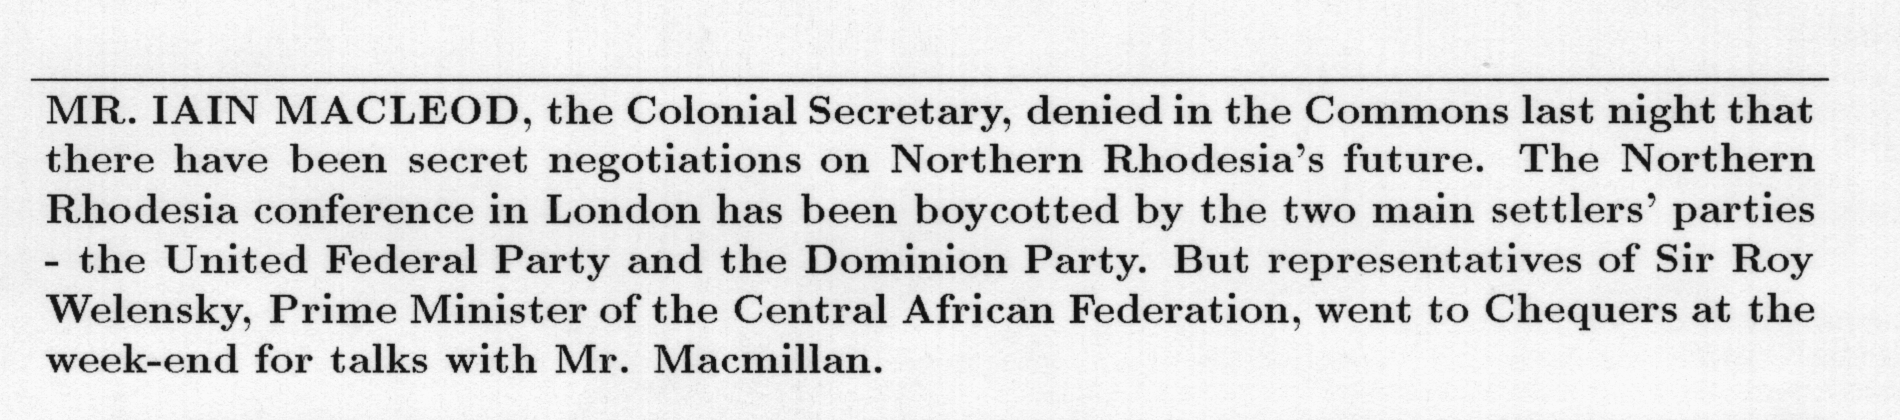 MR. IAIN MACLEOD, the Colonial Secretary, denied in the Commons last night that
there have been secret negotiations on Northern Rhodesia's future. The Northern
Rhodesia conference in London has been boycotted by the two main settlers' parties
- the United Federal Party and the Dominion Party. But representatives of Sir Roy
Welensky, Prime Minister of the Central African Federation, went to Chequers at the
week-end for talks with Mr. Macmillan.